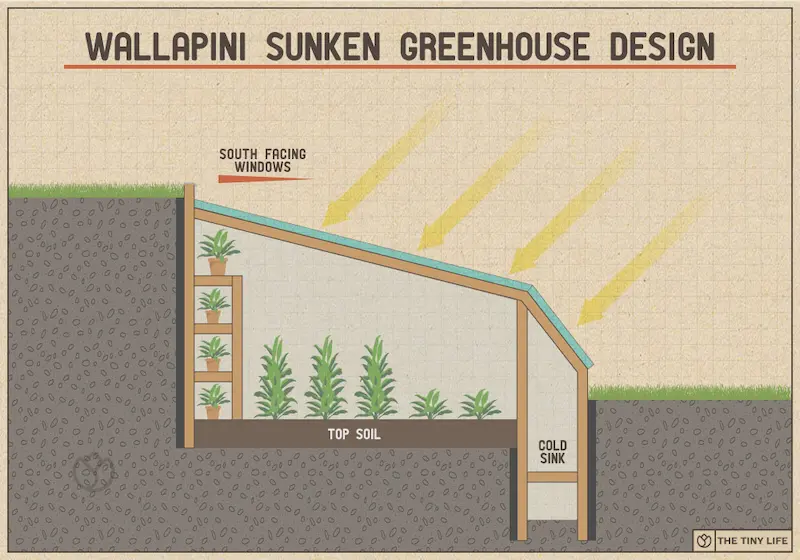 WALLAPINI SUNKEN GREENHOUSE DESIGN
SOUTH FACING
WINDOWS
TOP SOIL
COLD
SINK
THE TINY LIFE